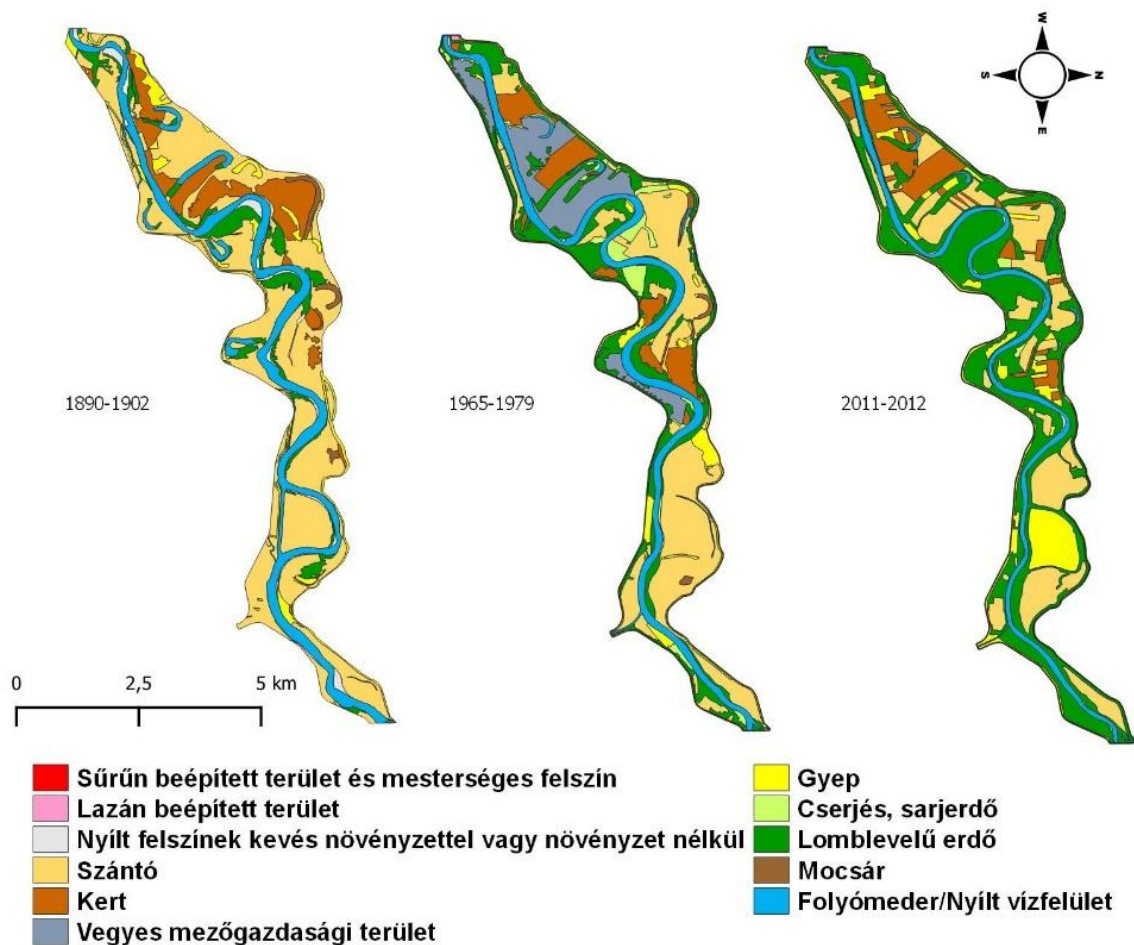 W
S
N
E
1890-1902
1965-1979
2011-2012
0
2,5
5 km
Sűrűn beépített terület és mesterséges felszín
Lazán beépített terület
Nyílt felszínek kevés növényzettel vagy növényzet nélkül
Szántó
Kert
Vegyes mezőgazdasági terület
Gyep
Cserjés, sarjerdő
Lomblevelű erdő
Mocsár
Folyómeder/Nyílt vízfelület